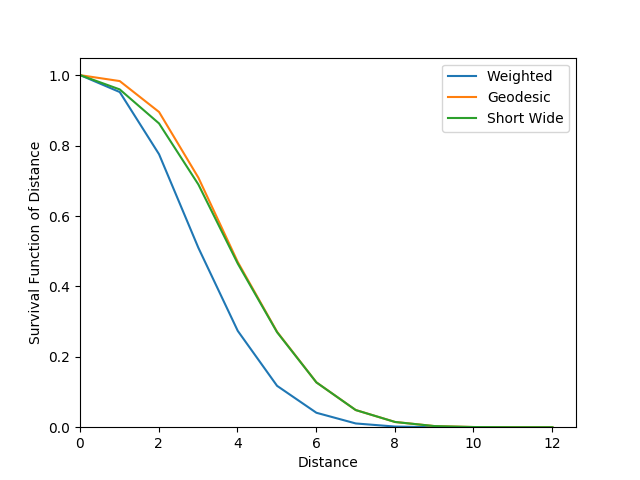 Weighted
Geodesic
Short Wide
Survival Function of Distance
1.0
0.8
0.6
0.4
0.2
0.0
0 2 4 6 8 10 12
Distance